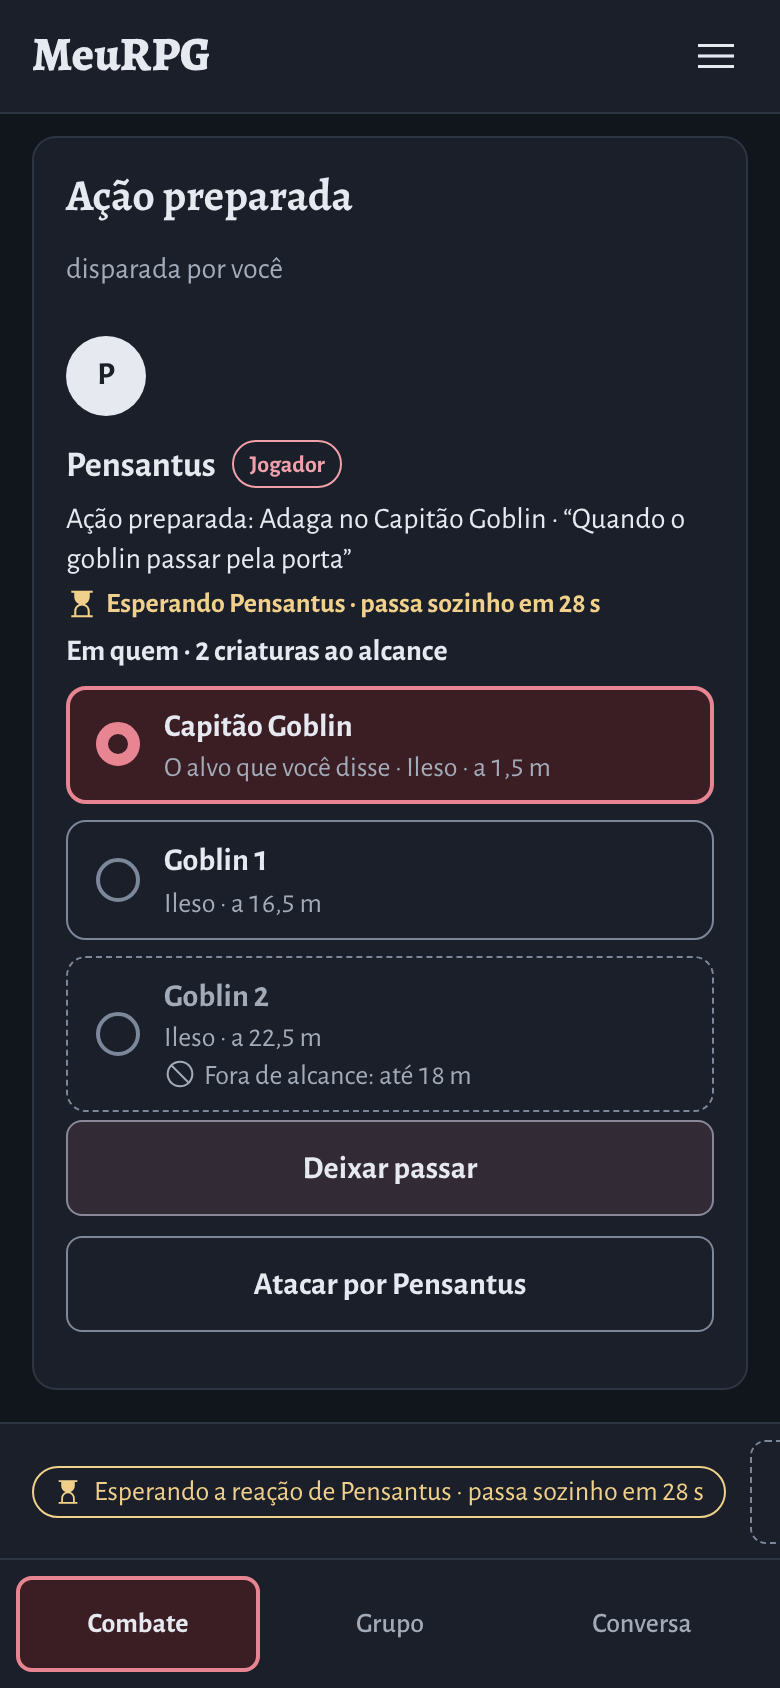 MeuRPG
Ação preparada
disparada por você
P
Pensantus
Jogador
Ação preparada: Adaga no Capitão Goblin · “Quando o
goblin passar pela porta”
Esperando Pensantus · passa sozinho em 28 s
Em quem · 2 criaturas ao alcance
Capitão Goblin
O alvo que você disse · Ileso · a 1,5 m
Goblin 1
Ileso · a 16,5 m
Goblin 2
Ileso · a 22,5 m
Fora de alcance: até 18 m
Deixar passar
Atacar por Pensantus
Esperando a reação de Pensantus · passa sozinho em 28 s
Combate
Grupo
Conversa